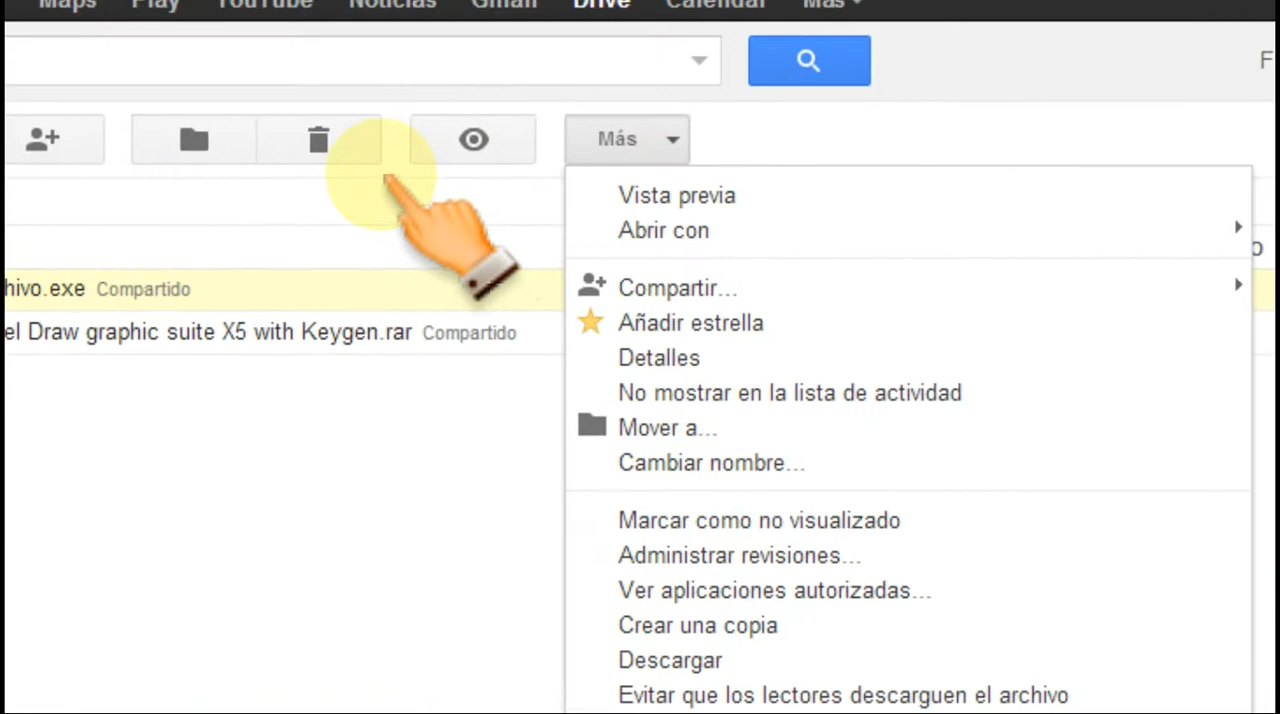 Maps Play YouTube Noticias Gmail Drive Calendar Más
F
Más
Vista previa
Abrir con
o
Compartir...
hivo.exe Compartido
Añadir estrella
el Draw graphic suite X5 with Keygen.rar Compartido
Detalles
No mostrar en la lista de actividad
Mover a...
Cambiar nombre...
Marcar como no visualizado
Administrar revisiones...
Ver aplicaciones autorizadas...
Crear una copia
Descargar
Evitar que los lectores descarguen el archivo